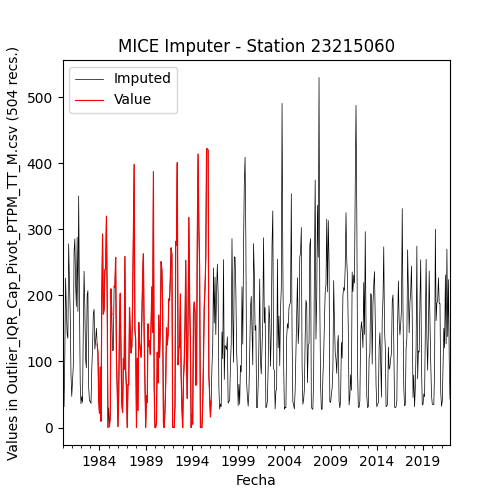 MICE Imputer - Station 23215060
Imputed
Value
Values in Outlier_IQR_Cap_Pivot_PTPM_TT_M.csv (504 recs.)
500
400
300
200
100
0
1984 1989 1994 1999 2004 2009 2014 2019
Fecha